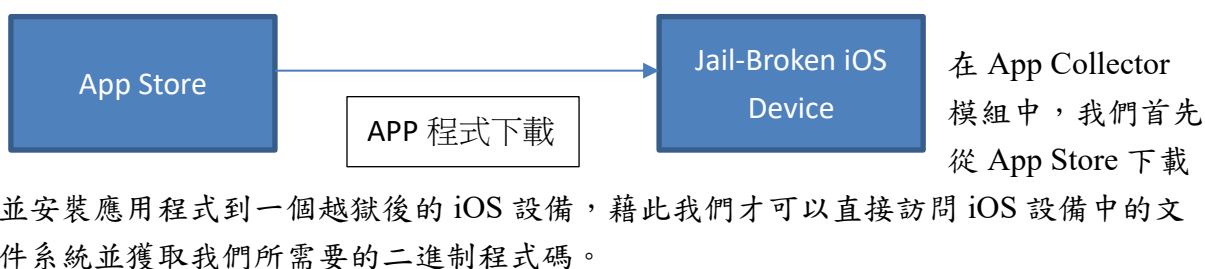 App Store
APP 程式下載
Jail-Broken iOS
Device
在 App Collector
模組中，我們首先
從 App Store 下載
並安裝應用程式到一個越獄後的 iOS 設備，藉此我們才可以直接訪問 iOS 設備中的文
件系統並獲取我們所需要的二進制程式碼。